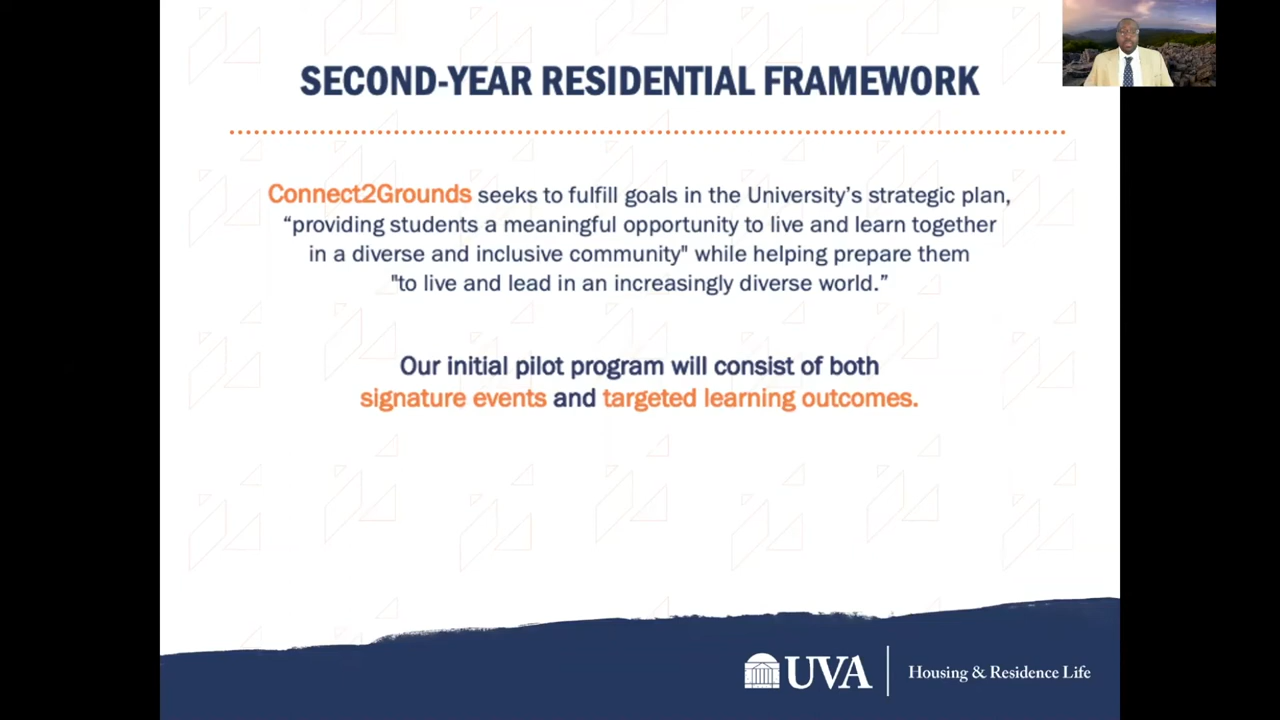 SECOND-YEAR RESIDENTIAL FRAMEWORK
Connect2Grounds seeks to fulfill goals in the University’s strategic plan,
“providing students a meaningful opportunity to live and learn together
in a diverse and inclusive community" while helping prepare them
"to live and lead in an increasingly diverse world.”
Our initial pilot program will consist of both
signature events and targeted learning outcomes.
UVA
Housing & Residence Life